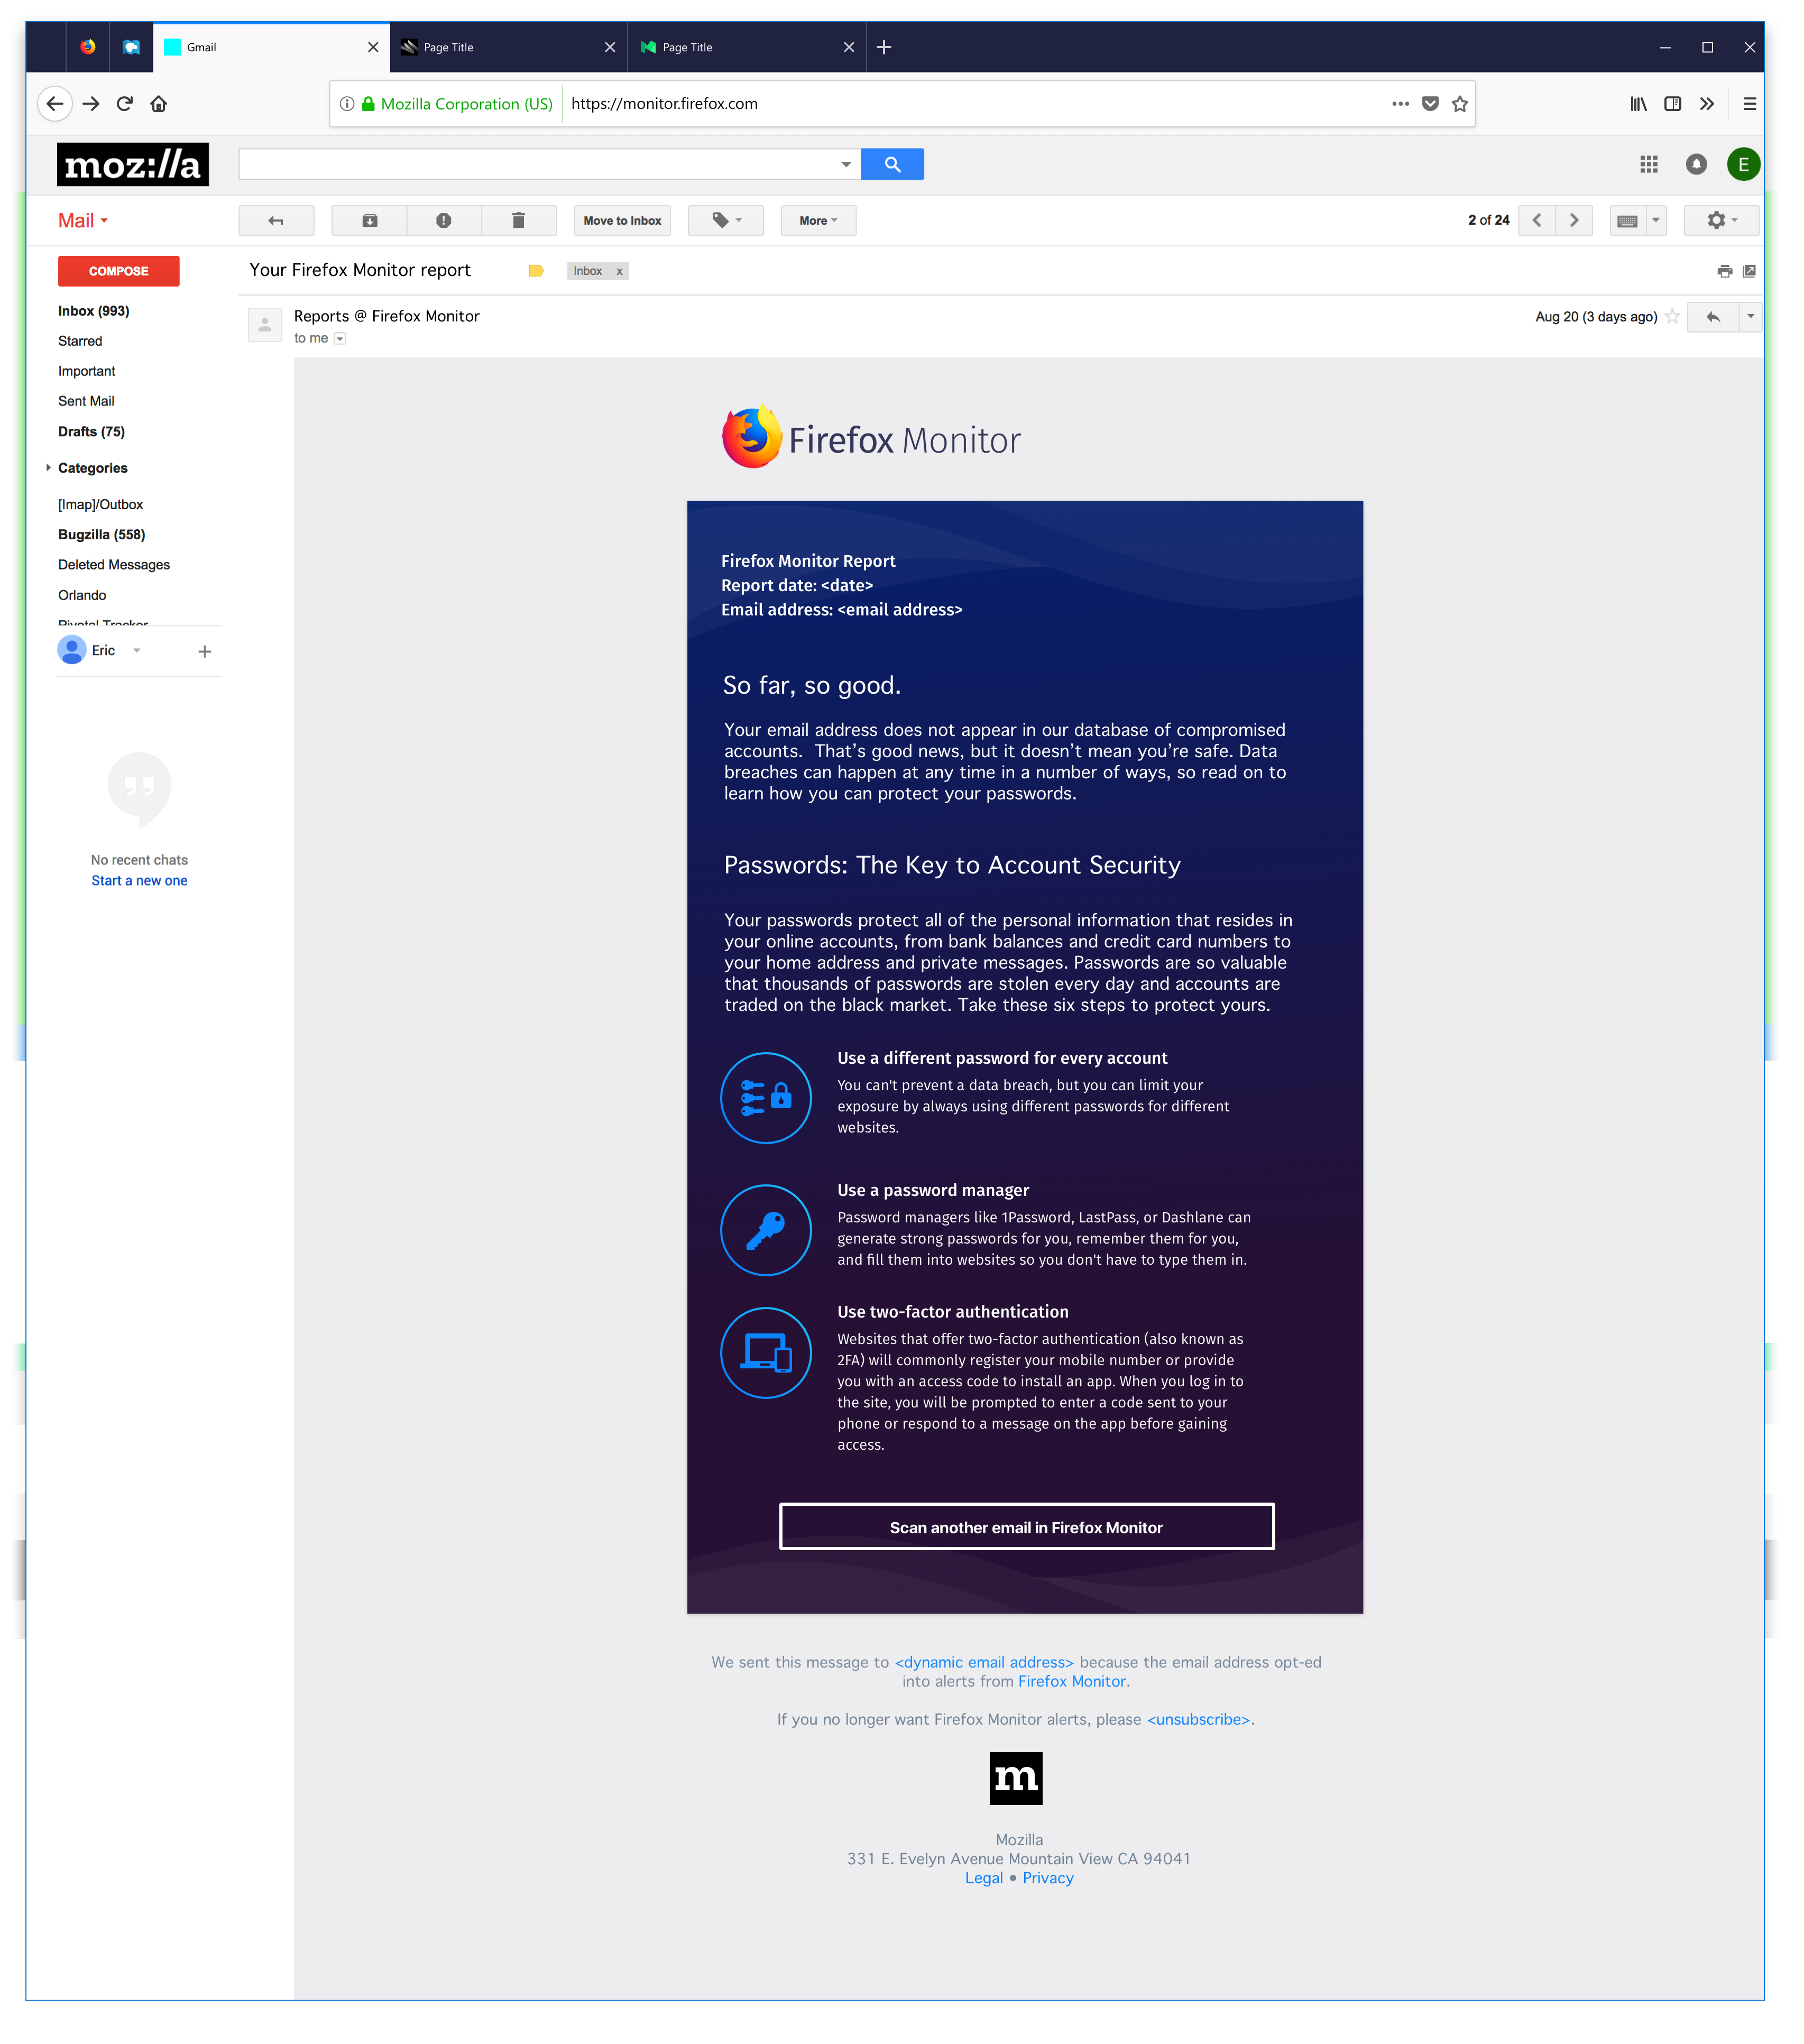 Gmail
Page Title
Page Title
Mozilla Corporation (US)
https://monitor.firefox.com
moz://a
E
Mail
Move to Inbox
More
2 of 24
COMPOSE
Your Firefox Monitor report
Inbox x
Inbox (993)
Starred
Important
Sent Mail
Drafts (75)
Categories
[Imap]/Outbox
Bugzilla (558)
Deleted Messages
Orlando
Pivotal Tracker
Eric
No recent chats
Start a new one
Reports @ Firefox Monitor
to me
Aug 20 (3 days ago)
Firefox Monitor
Firefox Monitor Report
Report date: <date>
Email address: <email address>
So far, so good.
Your email address does not appear in our database of compromised
accounts.  That’s good news, but it doesn’t mean you’re safe. Data
breaches can happen at any time in a number of ways, so read on to
learn how you can protect your passwords.
Passwords: The Key to Account Security
Your passwords protect all of the personal information that resides in
your online accounts, from bank balances and credit card numbers to
your home address and private messages. Passwords are so valuable
that thousands of passwords are stolen every day and accounts are
traded on the black market. Take these six steps to protect yours.
Use a different password for every account
You can't prevent a data breach, but you can limit your
exposure by always using different passwords for different
websites.
Use a password manager
Password managers like 1Password, LastPass, or Dashlane can
generate strong passwords for you, remember them for you,
and fill them into websites so you don't have to type them in.
Use two-factor authentication
Websites that offer two-factor authentication (also known as
2FA) will commonly register your mobile number or provide
you with an access code to install an app. When you log in to
the site, you will be prompted to enter a code sent to your
phone or respond to a message on the app before gaining
access.
Scan another email in Firefox Monitor
We sent this message to <dynamic email address> because the email address opt-ed
into alerts from Firefox Monitor.
If you no longer want Firefox Monitor alerts, please <unsubscribe>.
m
Mozilla
331 E. Evelyn Avenue Mountain View CA 94041
Legal • Privacy